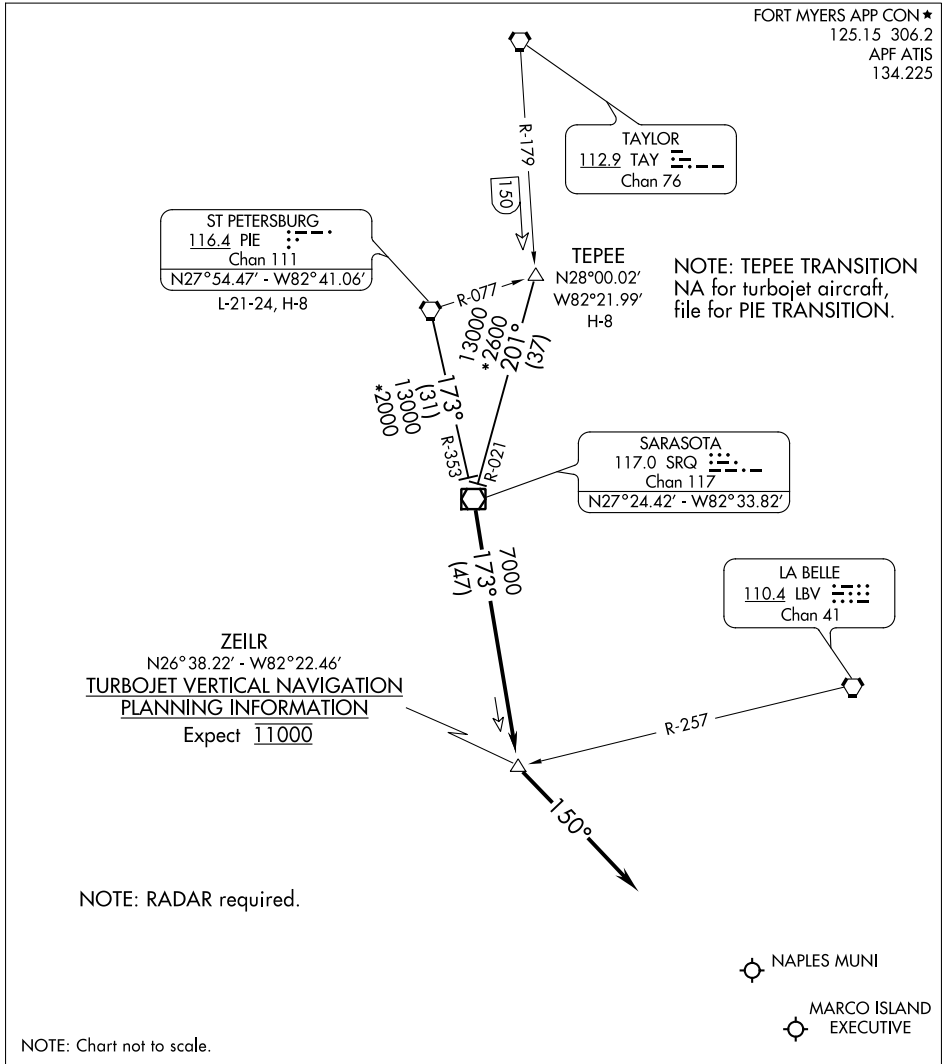 FORT MYERS APP CON★
125.15 306.2
APF ATIS
134.225
TAYLOR
112.9 TAY
Chan 76
R-179
150
ST PETERSBURG
116.4 PIE
Chan 111
N27°54.47' - W82°41.06'
L-21-24, H-8
TEPEE
N28°00.02'
W82°21.99'
H-8
NOTE: TEPEE TRANSITION
NA for turbojet aircraft,
file for PIE TRANSITION.
R-077
13000
*2600
201°
(37)
173°
(31)
13000
*2000
R-353
R-021
SARASOTA
117.0 SRQ
Chan 117
N27°24.42' - W82°33.82'
7000
173°
(47)
LA BELLE
110.4 LBV
Chan 41
ZEILR
N26°38.22' - W82°22.46'
TURBOJET VERTICAL NAVIGATION
PLANNING INFORMATION
Expect 11000
R-257
150°
NOTE: RADAR required.
NAPLES MUNI
MARCO ISLAND
EXECUTIVE
NOTE: Chart not to scale.